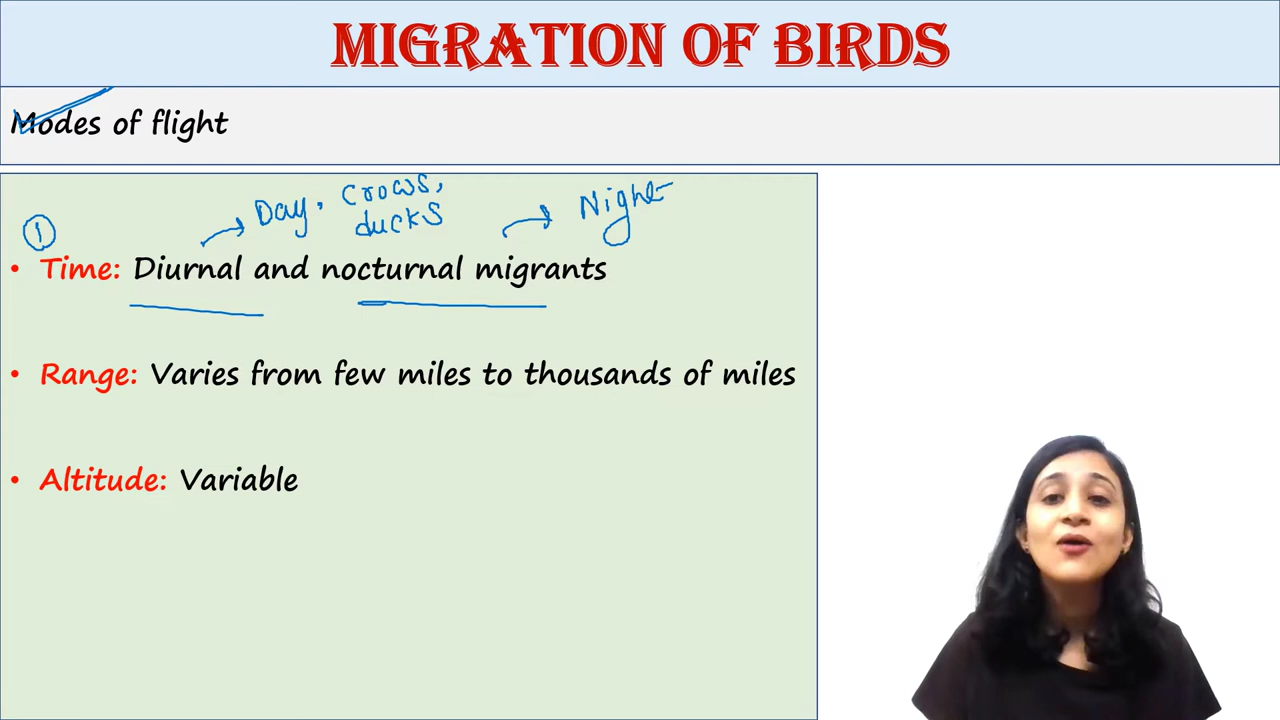 MIGRATION OF BIRDS
Modes of flight
Day. Crows,
ducks
Night
①
• Time: Diurnal and nocturnal migrants
• Range: Varies from few miles to thousands of miles
• Altitude: Variable